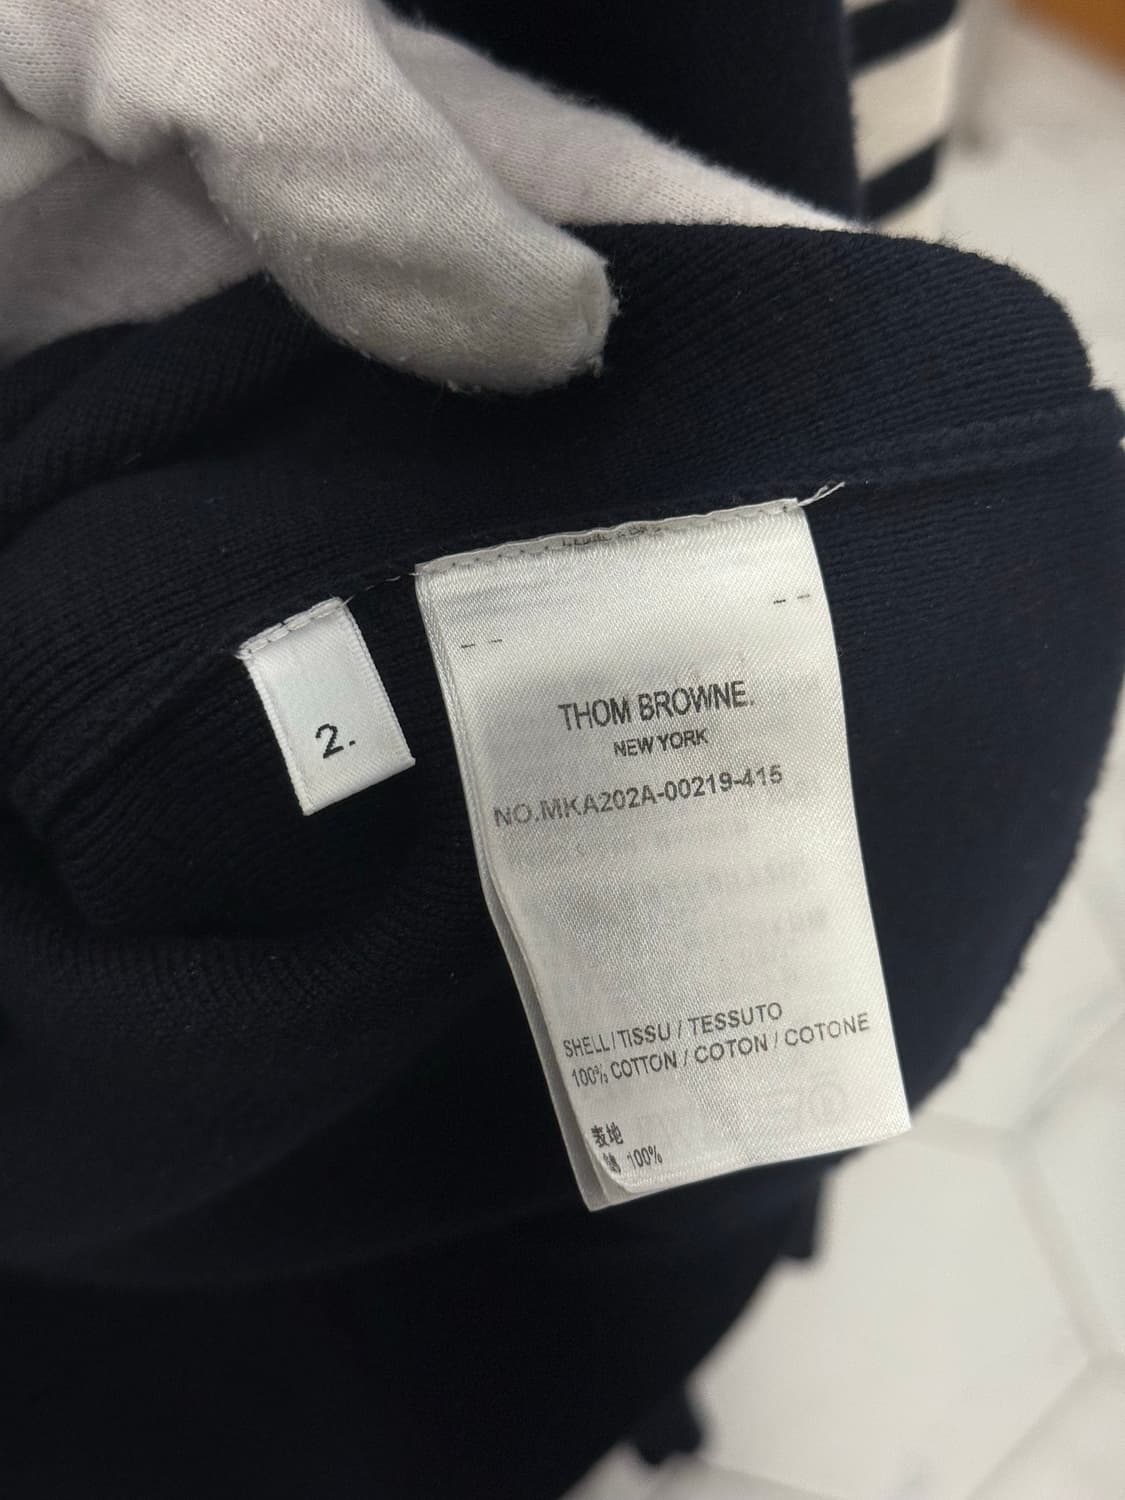 2.
THOM BROWNE.
NEW YORK
NO.MKA202A-00219-415
SHELL / TISSU / TESSUTO
100% COTTON / COTON / COTONE
表地
100%